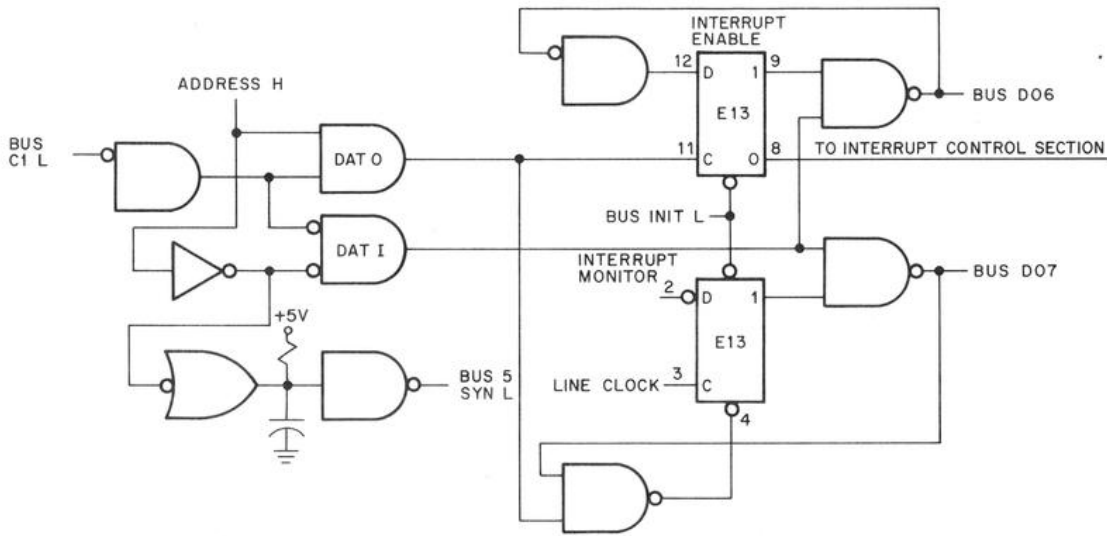 INTERRUPT
ENABLE
12 D 1 9
E13
11 C O 8
BUS D06
TO INTERRUPT CONTROL SECTION
ADDRESS H
BUS
C1 L
DAT O
DAT I
BUS INIT L
INTERRUPT
MONITOR
2 D 1
E13
3 C
4
LINE CLOCK
BUS D07
+5V
BUS 5
SYN L